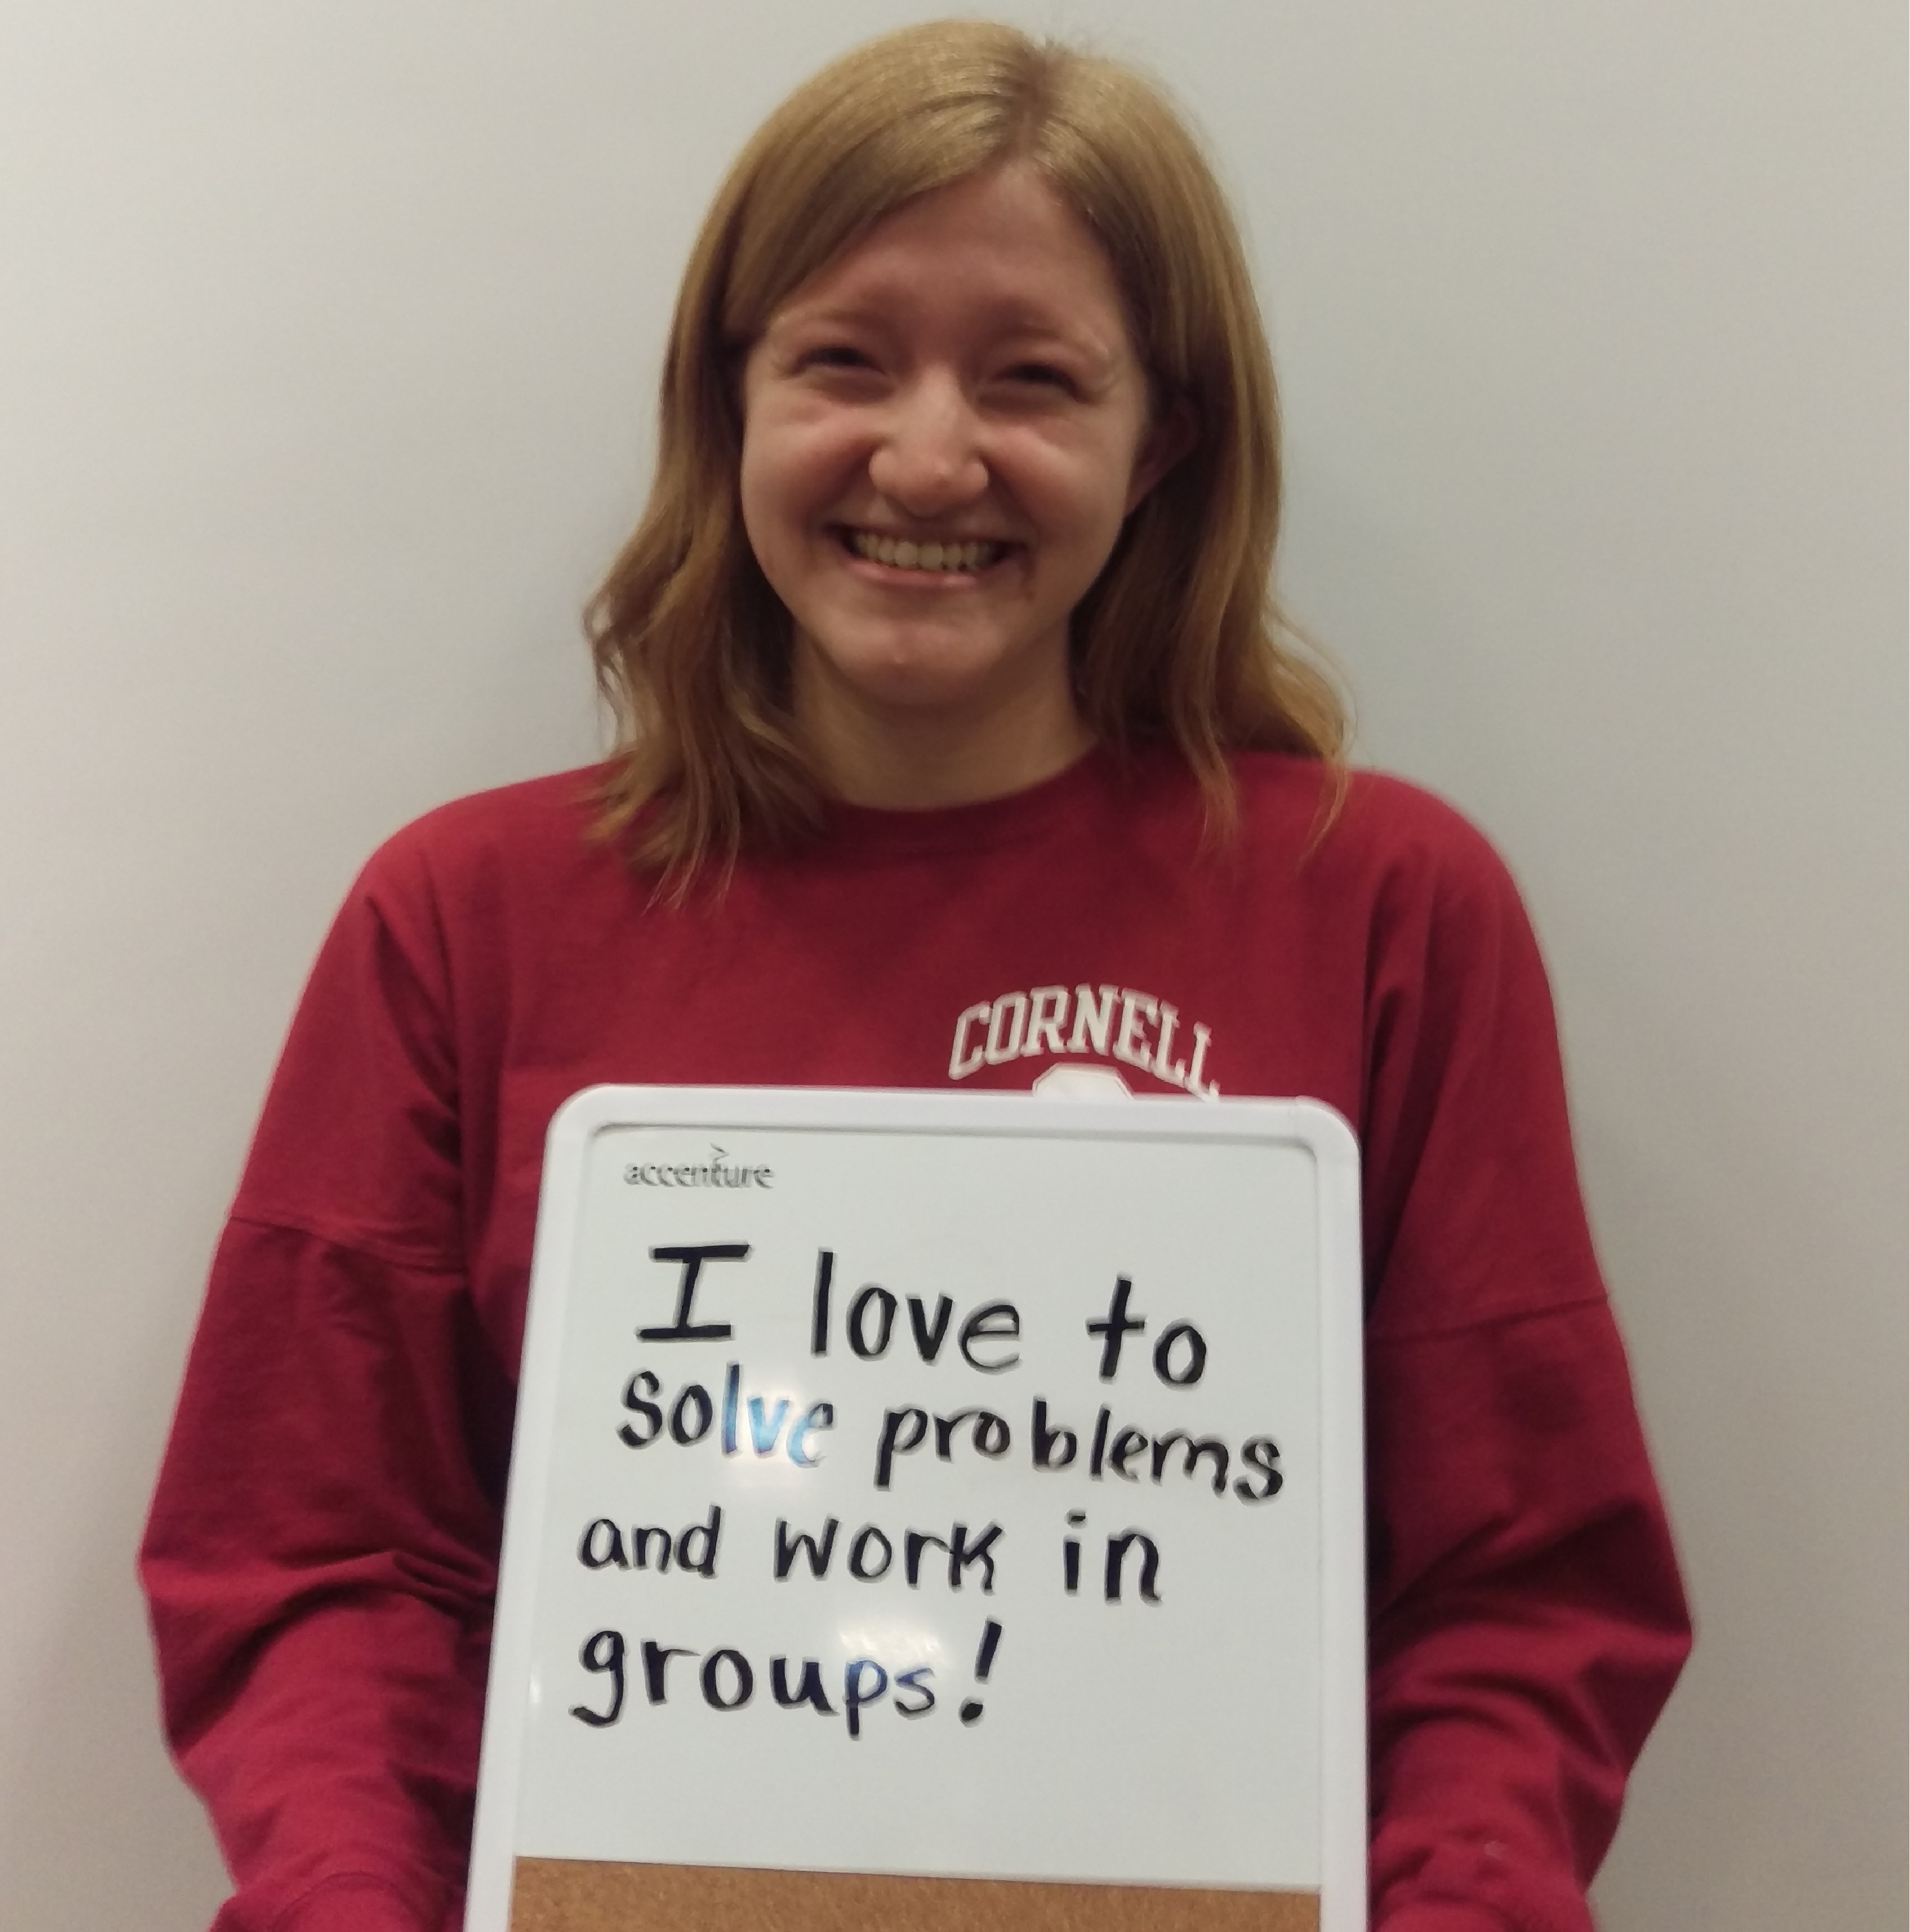 CORNELL
accenture
I love to
solve problems
and work in
groups!